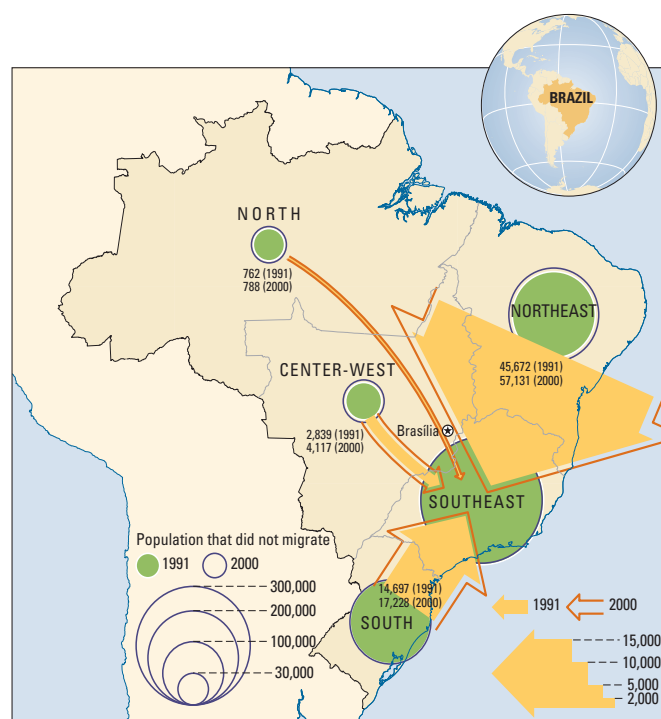 BRAZIL
NORTH
762 (1991)
788 (2000)
NORTHEAST
45,672 (1991)
57,131 (2000)
CENTER-WEST
2,839 (1991)
4,117 (2000)
Brasília
SOUTHEAST
14,697 (1991)
17,228 (2000)
SOUTH
Population that did not migrate
1991 2000
300,000
200,000
100,000
30,000
1991 2000
15,000
10,000
5,000
2,000